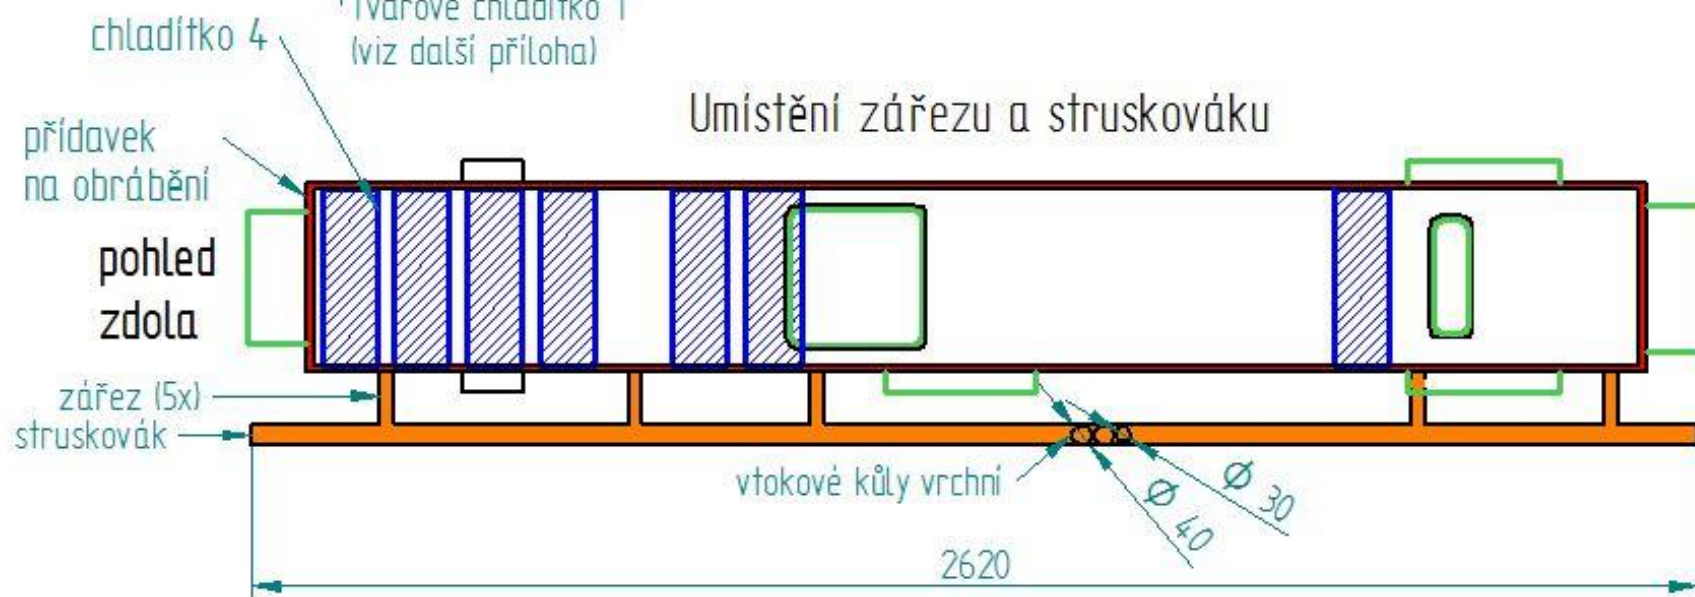 Tvarové chladítko 1
chladítko 4
(viz další příloha)
Umístění zářezu a struskováku
přídavek
na obrábění
pohled
zdola
zářez (5x)
struskovák
vtokové kůly vrchní
Ø 30
Ø 40
2620